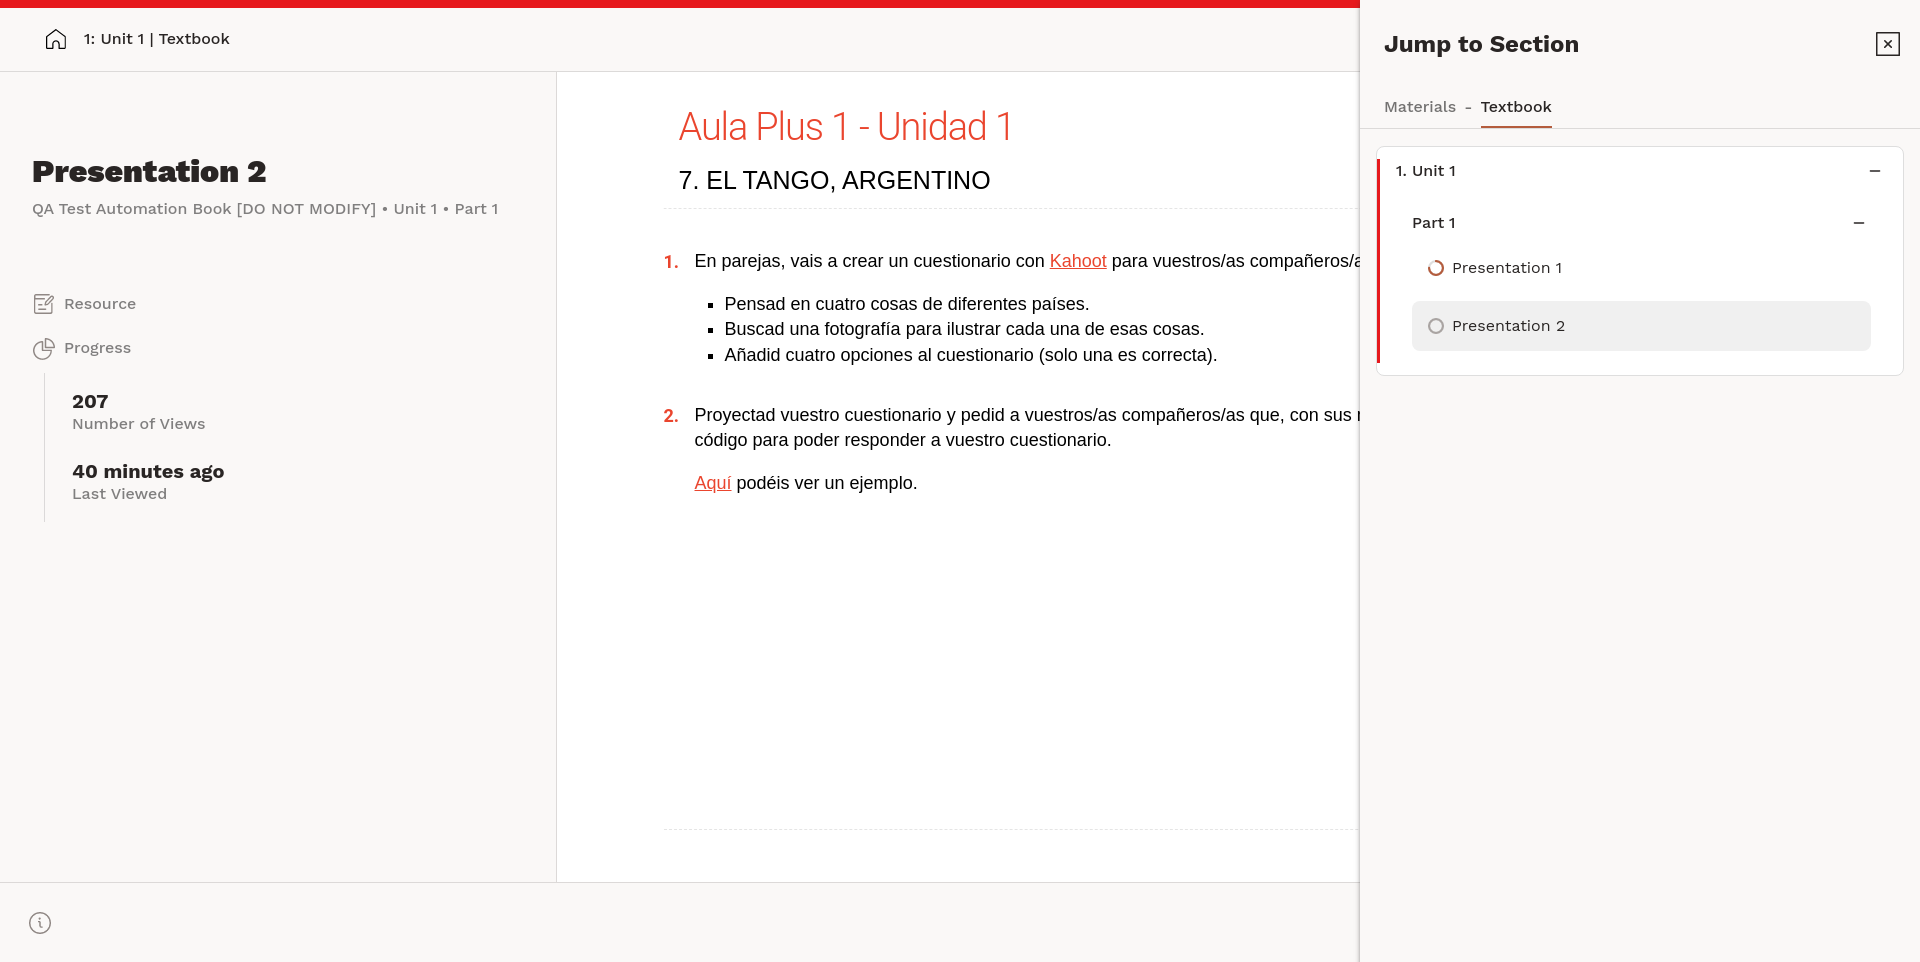 1: Unit 1 | Textbook
Presentation 2
QA Test Automation Book [DO NOT MODIFY] • Unit 1 • Part 1
Resource
Progress
207
Number of Views
40 minutes ago
Last Viewed
Aula Plus 1 - Unidad 1
7. EL TANGO, ARGENTINO
1. En parejas, vais a crear un cuestionario con Kahoot para vuestros/as compañeros/a
▪ Pensad en cuatro cosas de diferentes países.
▪ Buscad una fotografía para ilustrar cada una de esas cosas.
▪ Añadid cuatro opciones al cuestionario (solo una es correcta).
2. Proyectad vuestro cuestionario y pedid a vuestros/as compañeros/as que, con sus
código para poder responder a vuestro cuestionario.
Aquí podéis ver un ejemplo.
Jump to Section
Materials - Textbook
1. Unit 1
Part 1
Presentation 1
Presentation 2